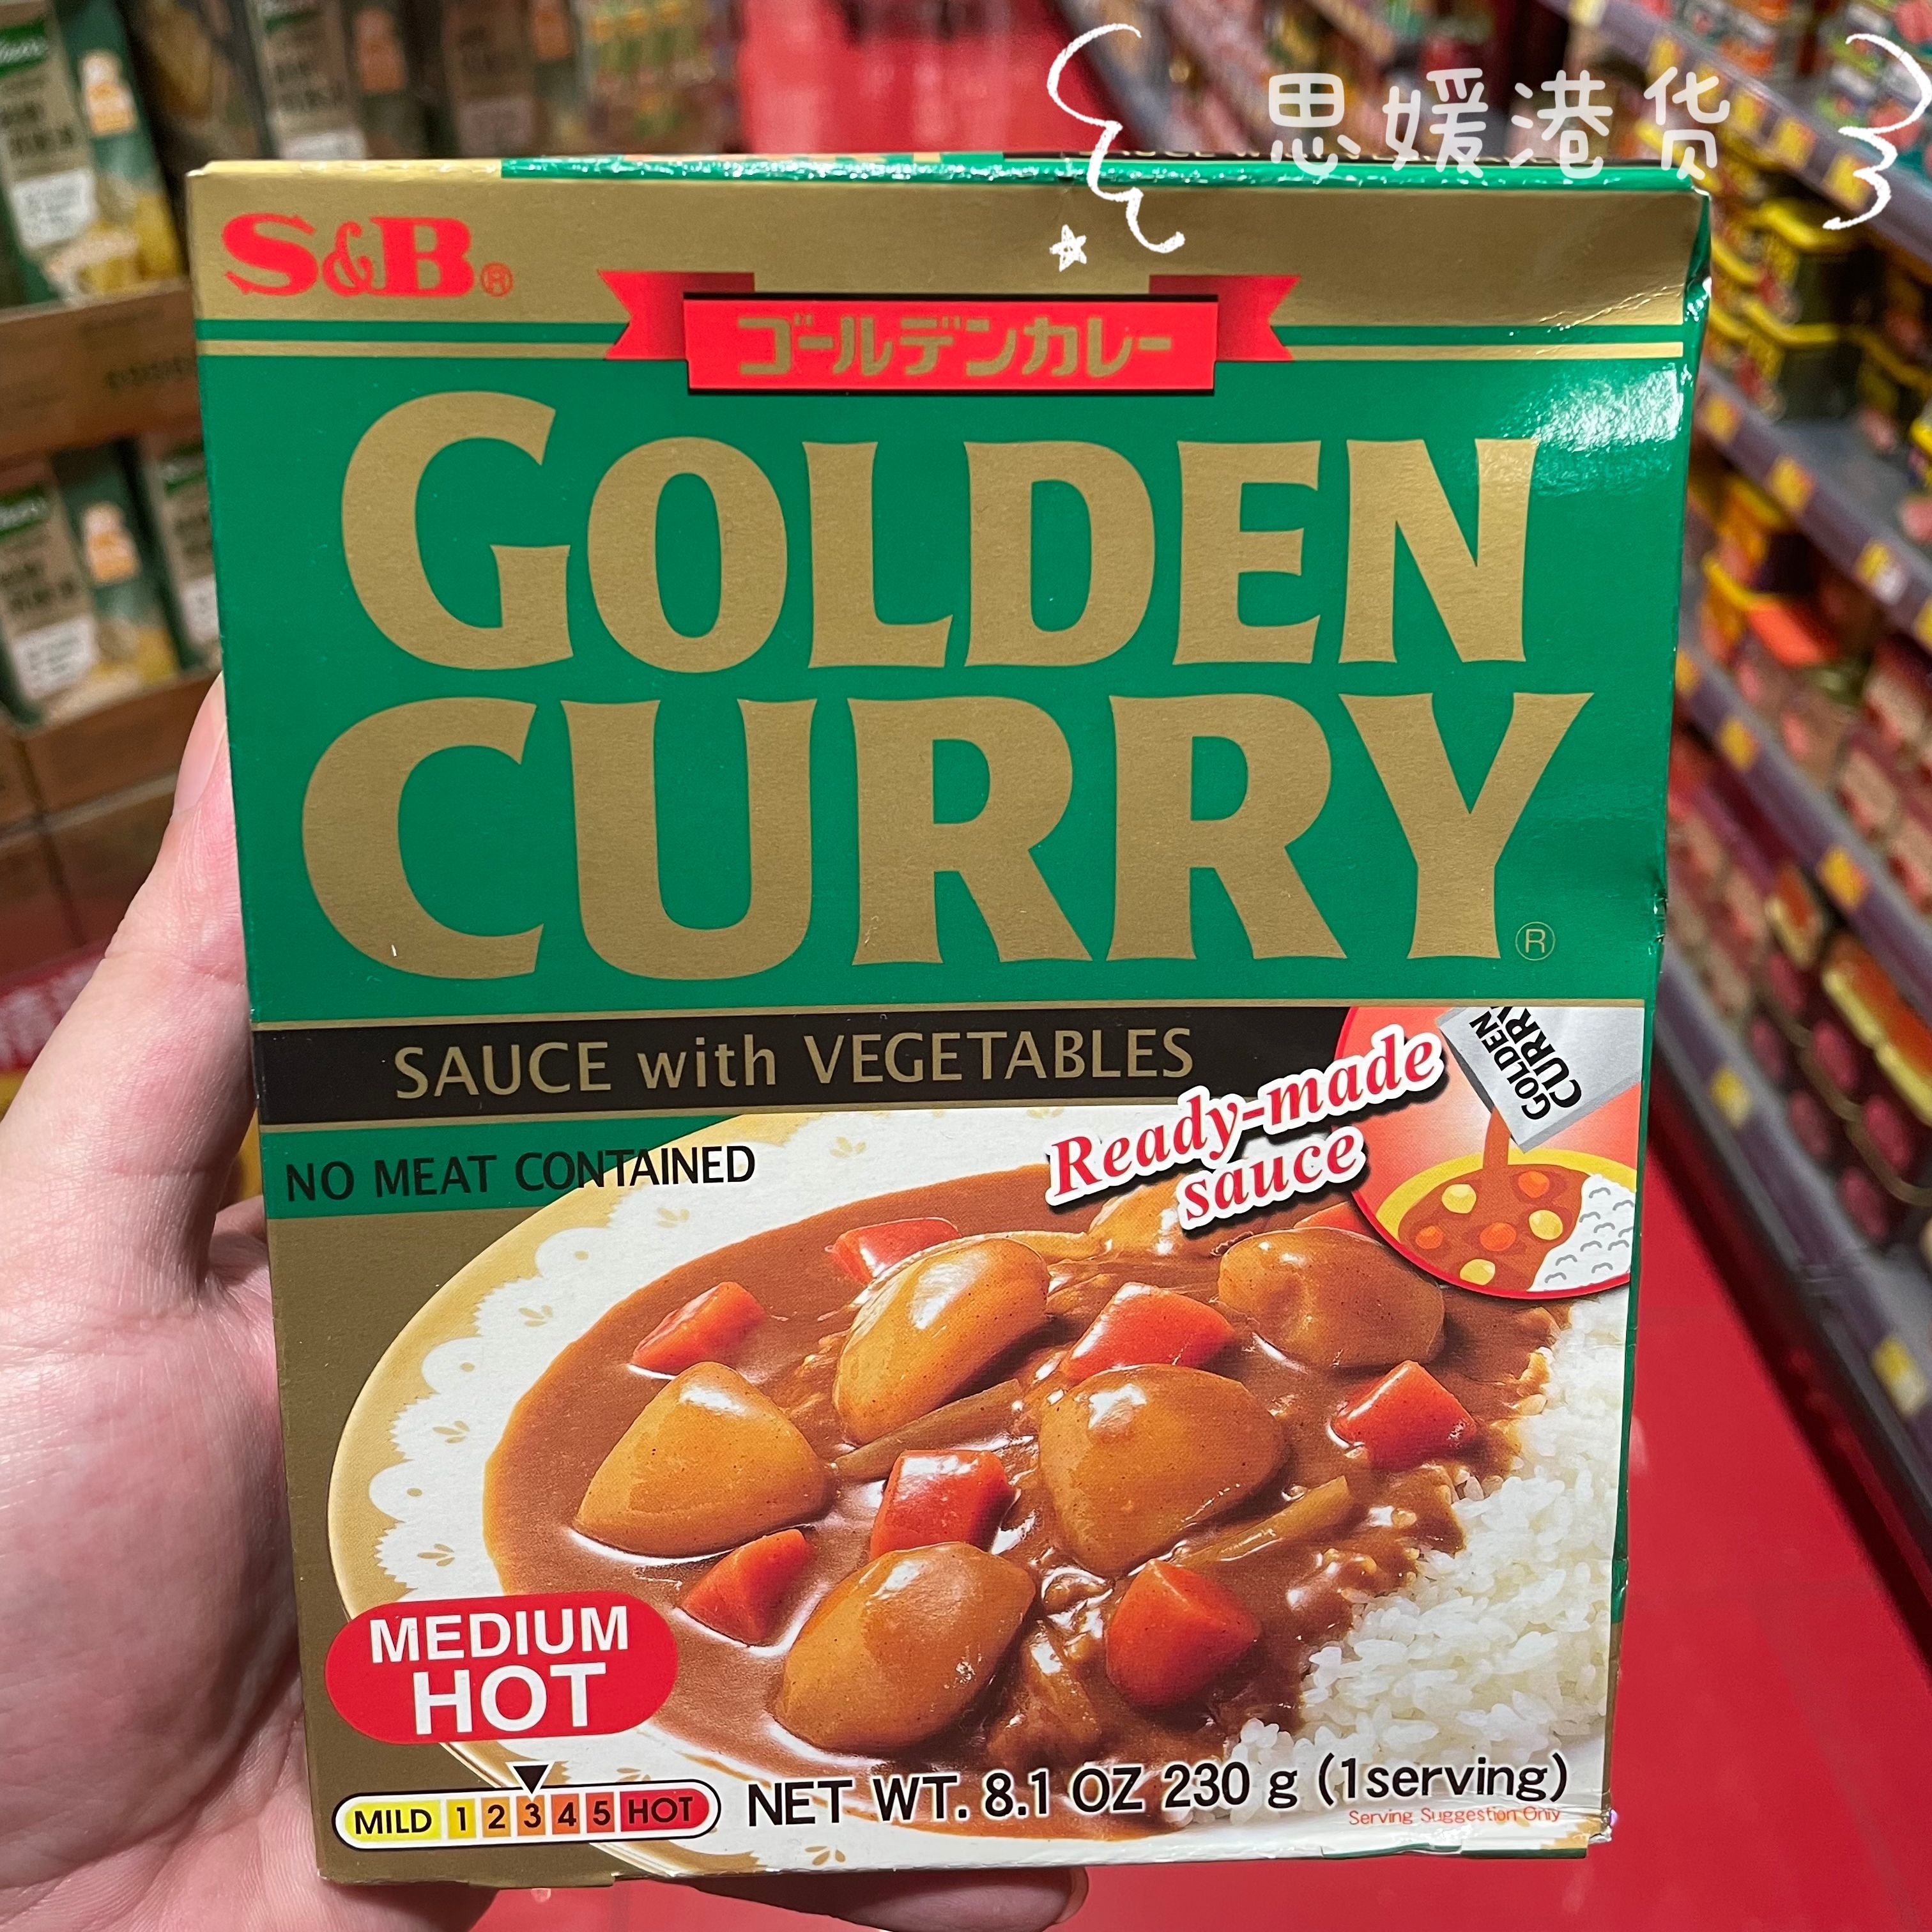 思媛港货
S&B®
ゴールデンカレー
GOLDEN
CURRY®
SAUCE with VEGETABLES
GOLDEN
CURRY
Ready-made
sauce
NO MEAT CONTAINED
MEDIUM
HOT
MILD 1 2 3 4 5 HOT
NET WT. 8.1 OZ 230 g (1serving)
Serving Suggestion Only